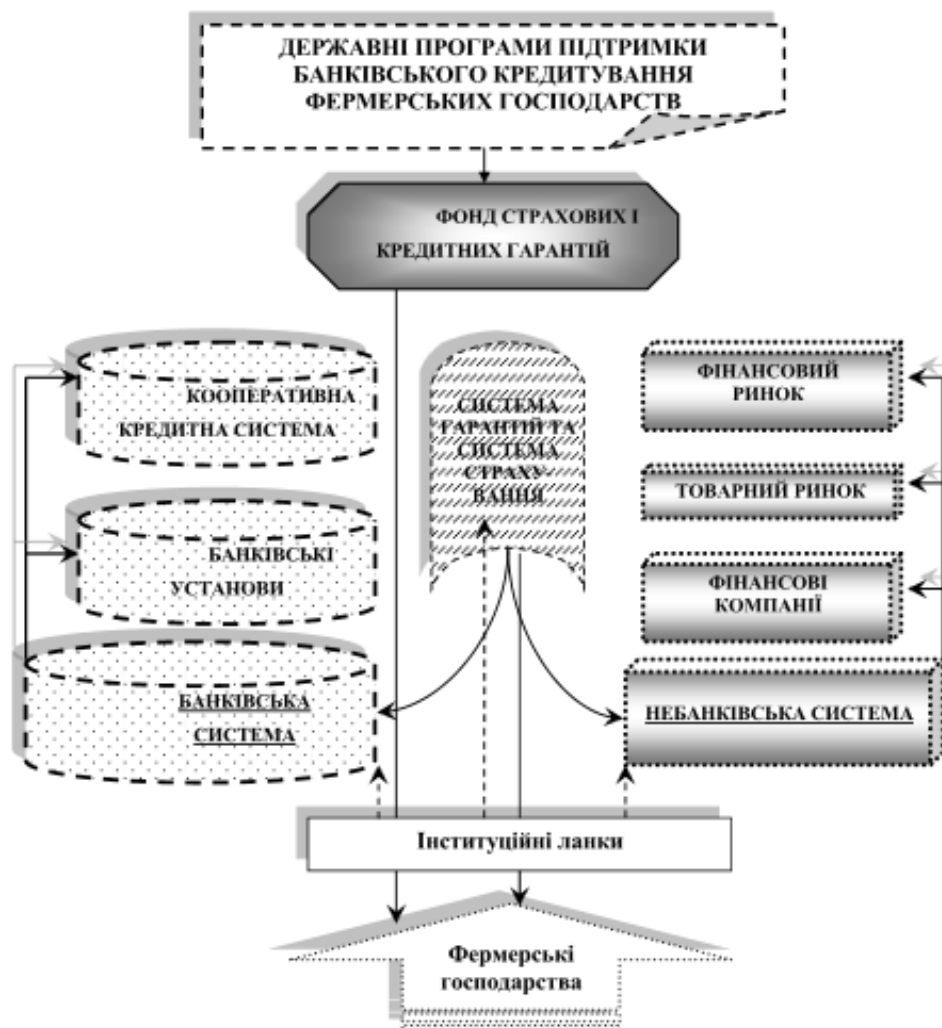 ДЕРЖАВНІ ПРОГРАМИ ПІДТРИМКИ
БАНКІВСЬКОГО КРЕДИТУВАННЯ
ФЕРМЕРСЬКИХ ГОСПОДАРСТВ
ФОНД СТРАХОВИХ І
КРЕДИТНИХ ГАРАНТІЙ
КООПЕРАТИВНА
КРЕДИТНА СИСТЕМА
БАНКІВСЬКІ
УСТАНОВИ
БАНКІВСЬКА
СИСТЕМА
СИСТЕМА
ГАРАНТІЙ ТА
СИСТЕМА
СТРАХУ-
ВАННЯ
ФІНАНСОВИЙ
РИНОК
ТОВАРНИЙ РИНОК
ФІНАНСОВІ
КОМПАНІЇ
НЕБАНКІВСЬКА СИСТЕМА
Інституційні ланки
Фермерські
господарства